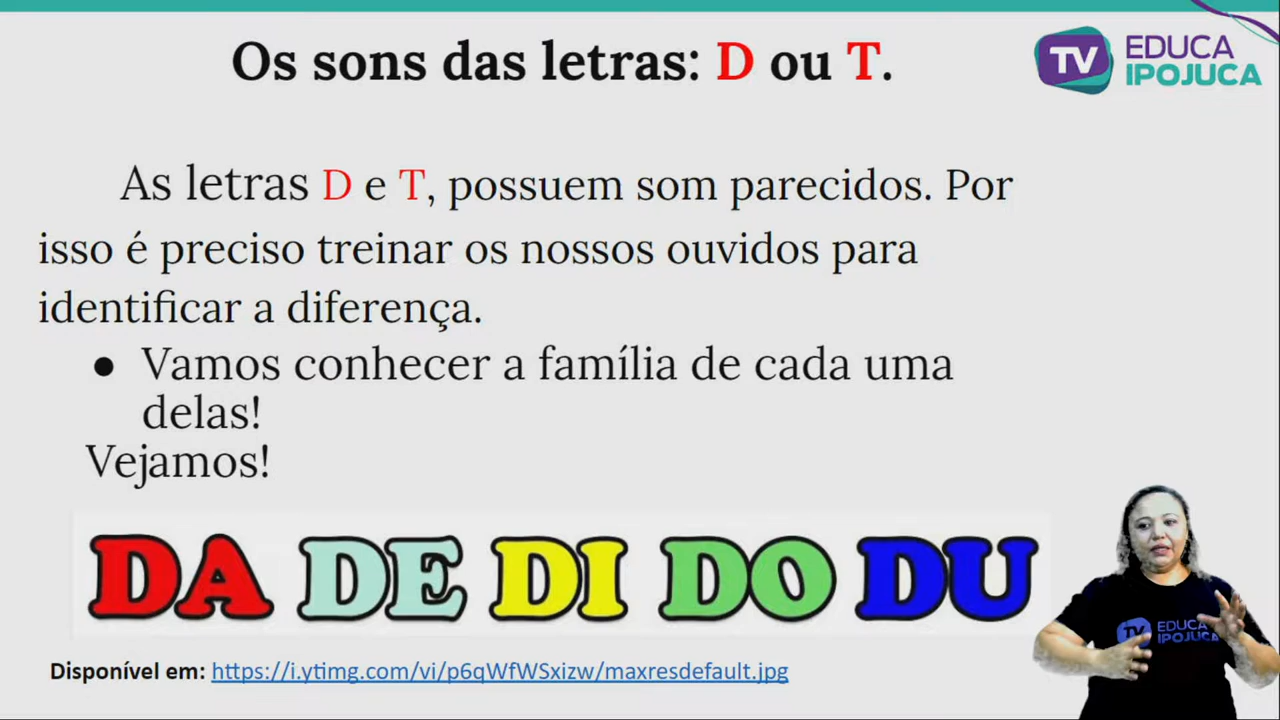 Os sons das letras: D ou T.
TV EDUCA
IPOJUCA
As letras D e T, possuem som parecidos. Por
isso é preciso treinar os nossos ouvidos para
identificar a diferença.
● Vamos conhecer a família de cada uma
delas!
Vejamos!
DA DE DI DO DU
TV EDUCA
IPOJUCA
Disponível em: https://i.ytimg.com/vi/p6qWfWSxizw/maxresdefault.jpg